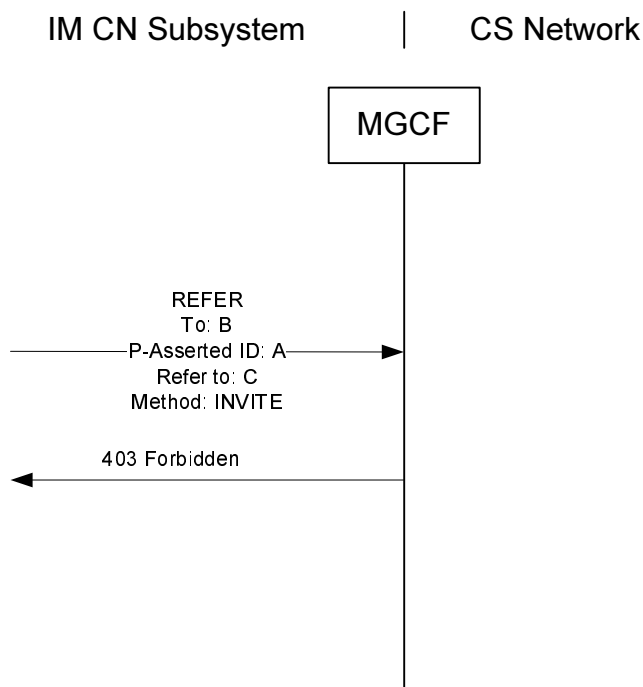 IM CN Subsystem | CS Network
MGCF
REFER
To: B
P-Asserted ID: A
Refer to: C
Method: INVITE
403 Forbidden